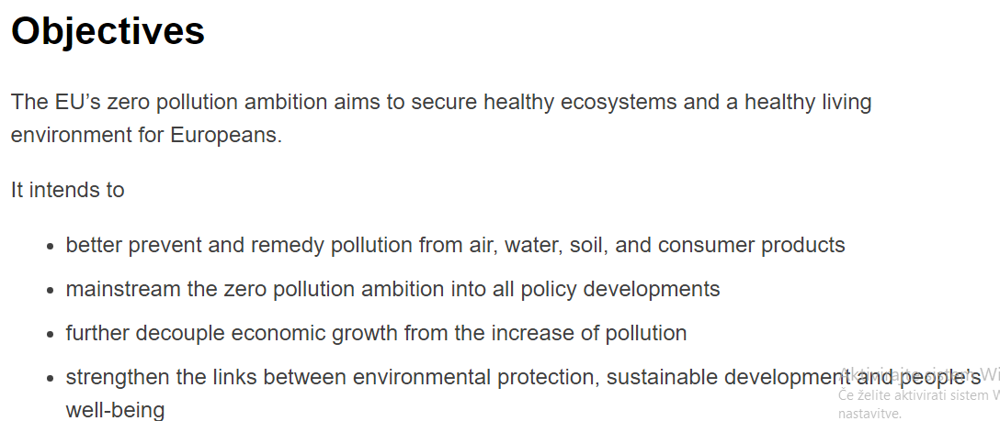 Objectives
The EU’s zero pollution ambition aims to secure healthy ecosystems and a healthy living
environment for Europeans.
It intends to
• better prevent and remedy pollution from air, water, soil, and consumer products
• mainstream the zero pollution ambition into all policy developments
• further decouple economic growth from the increase of pollution
• strengthen the links between environmental protection, sustainable development and people’s
well-being
Aktivirajte sistem Wi
Če želite aktivirati sistem W
nastavitve.